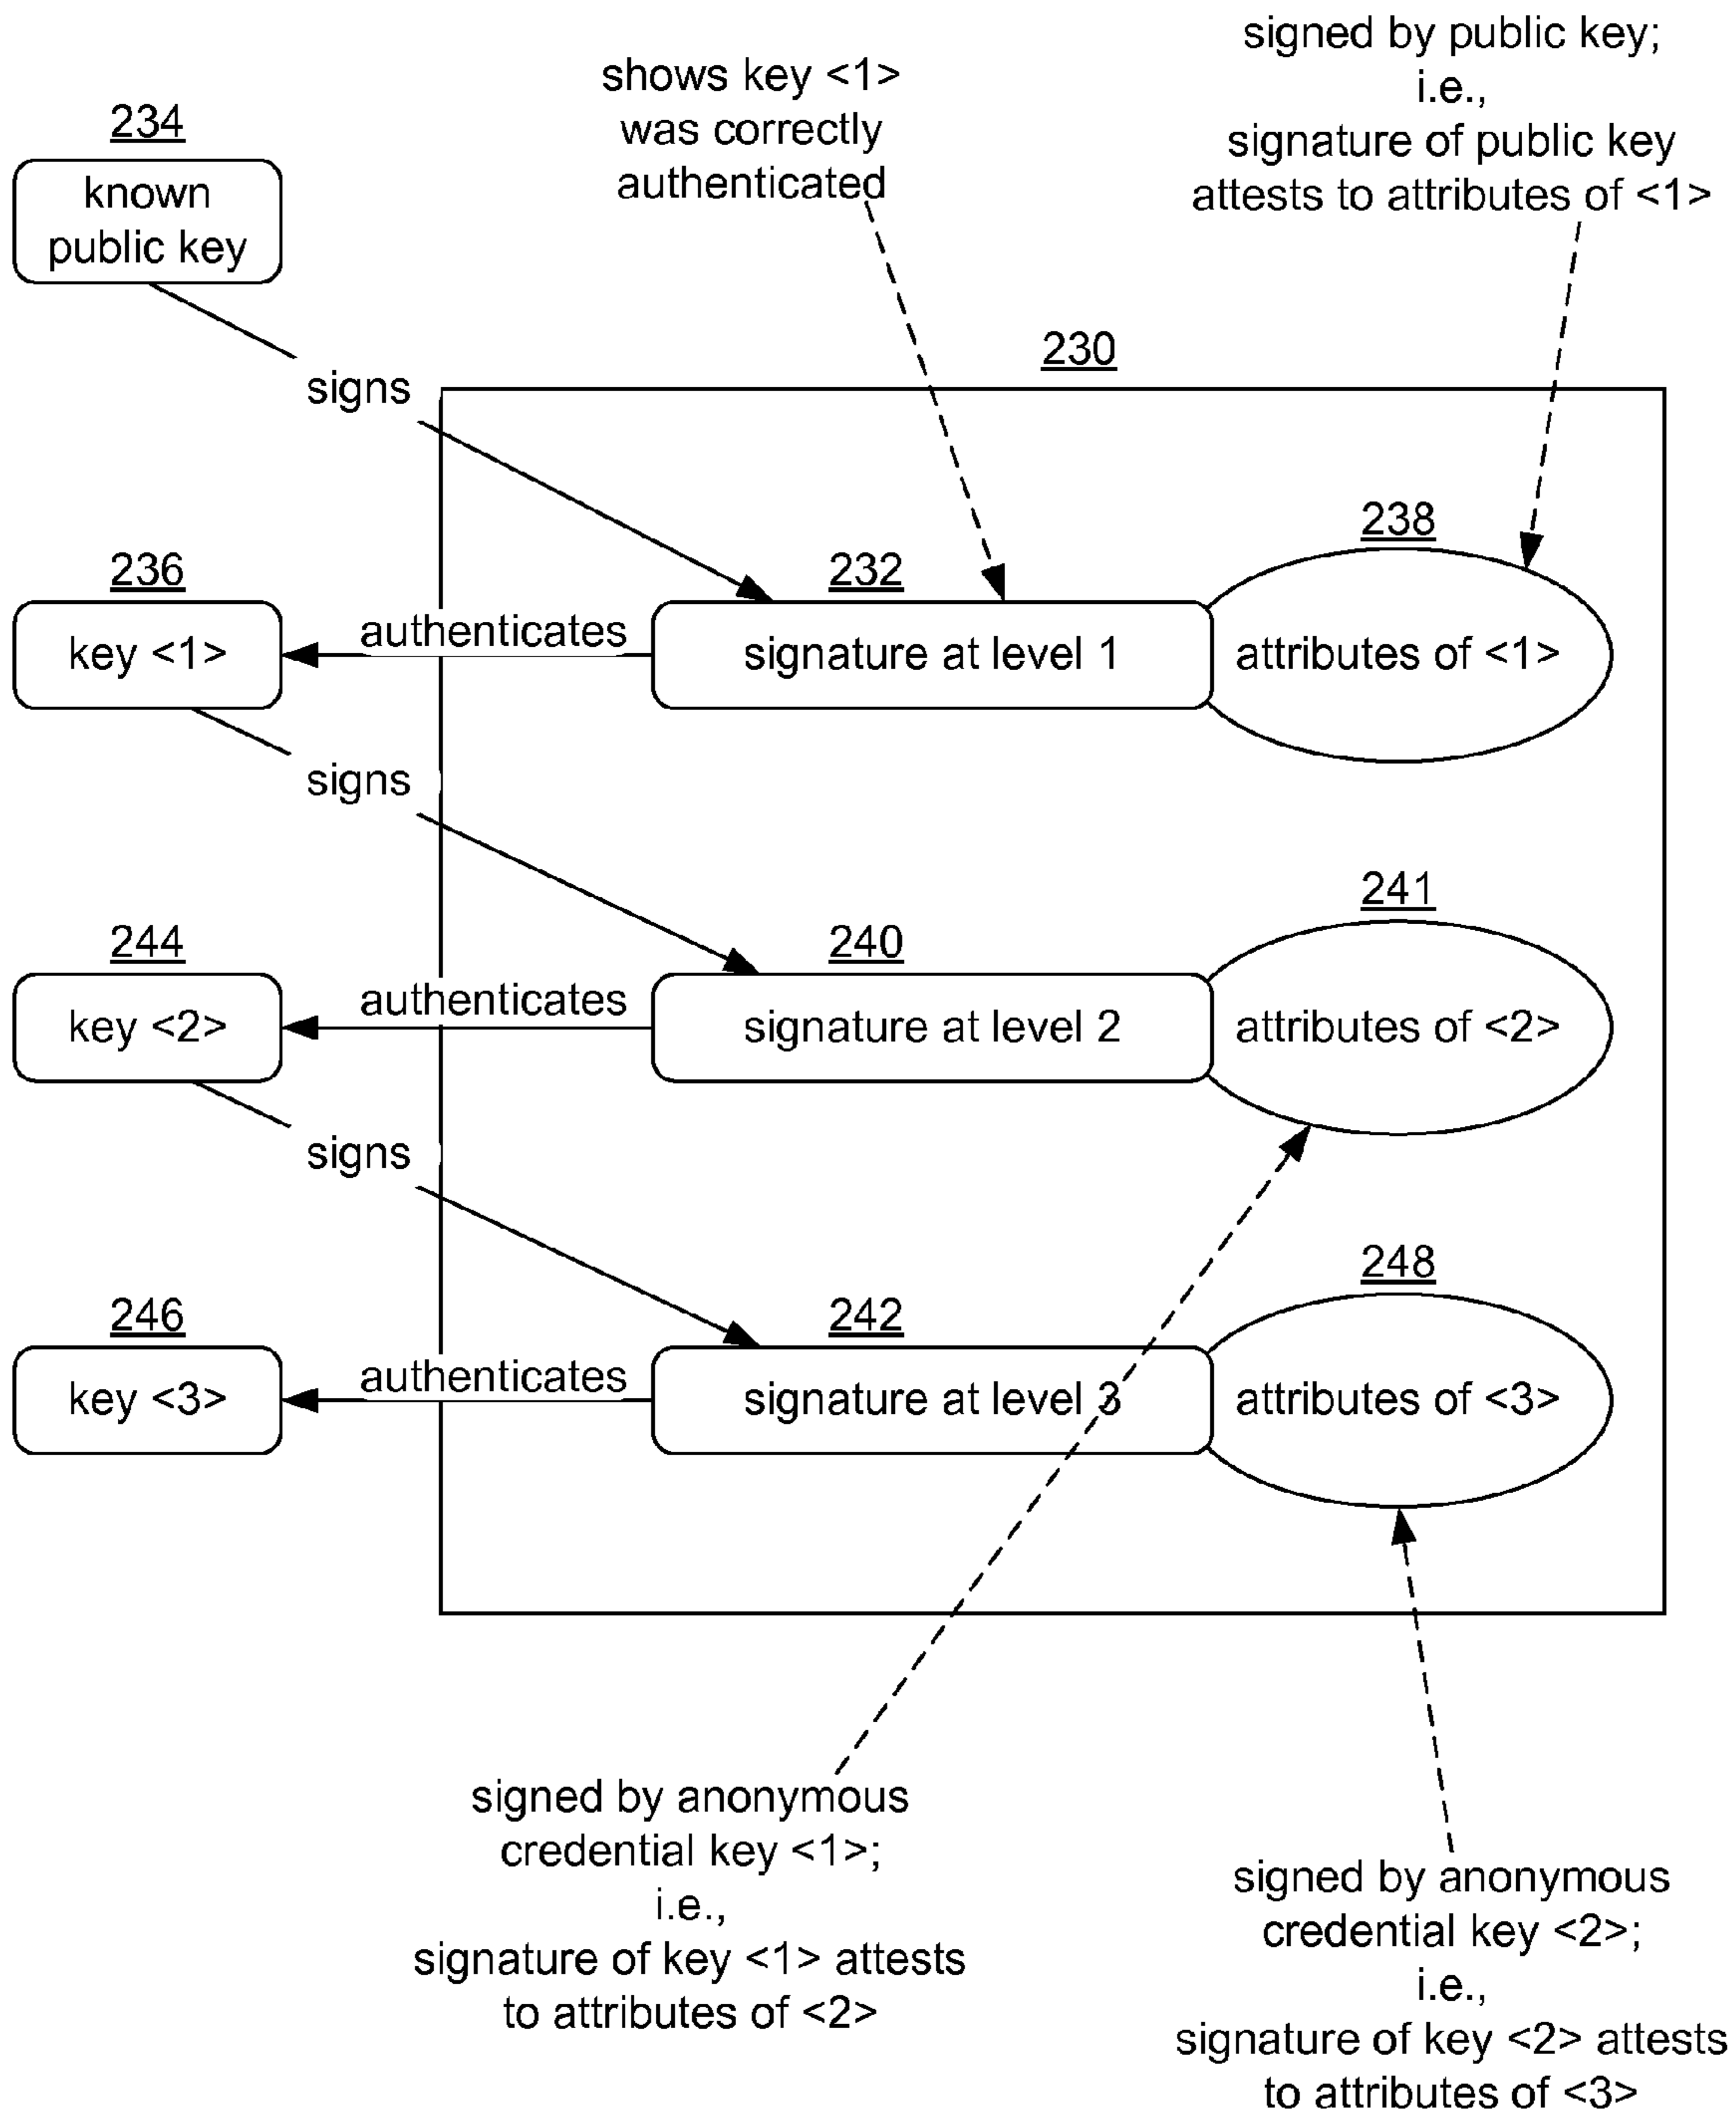 signed by public key;
i.e.,
signature of public key
attests to attributes of <1>
shows key <1>
was correctly
authenticated
234
known
public key
230
signs
238
236
232
key <1>
authenticates
signature at level 1
attributes of <1>
signs
241
244
240
key <2>
authenticates
signature at level 2
attributes of <2>
signs
248
246
242
key <3>
authenticates
signature at level 3
attributes of <3>
signed by anonymous
credential key <1>;
i.e.,
signature of key <1> attests
to attributes of <2>
signed by anonymous
credential key <2>;
i.e.,
signature of key <2> attests
to attributes of <3>